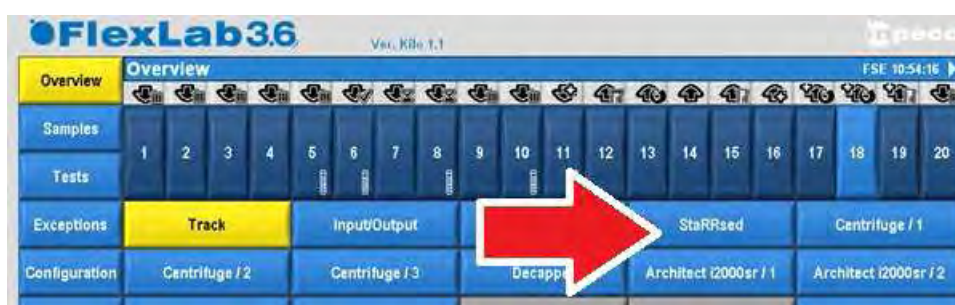 FlexLab3.6
Ver. Kilo 1.1
Inpeco
Overview
Overview
FSE 10:54:16
Samples
1 2 3 4 5 6 7 8 9 10 11 12 13 14 15 16 17 18 19 20
Tests
Exceptions
Track
Input/Output
StaRRsed
Centrifuge / 1
Configuration
Centrifuge / 2
Centrifuge / 3
Architect i2000sr / 1
Architect i2000sr / 2